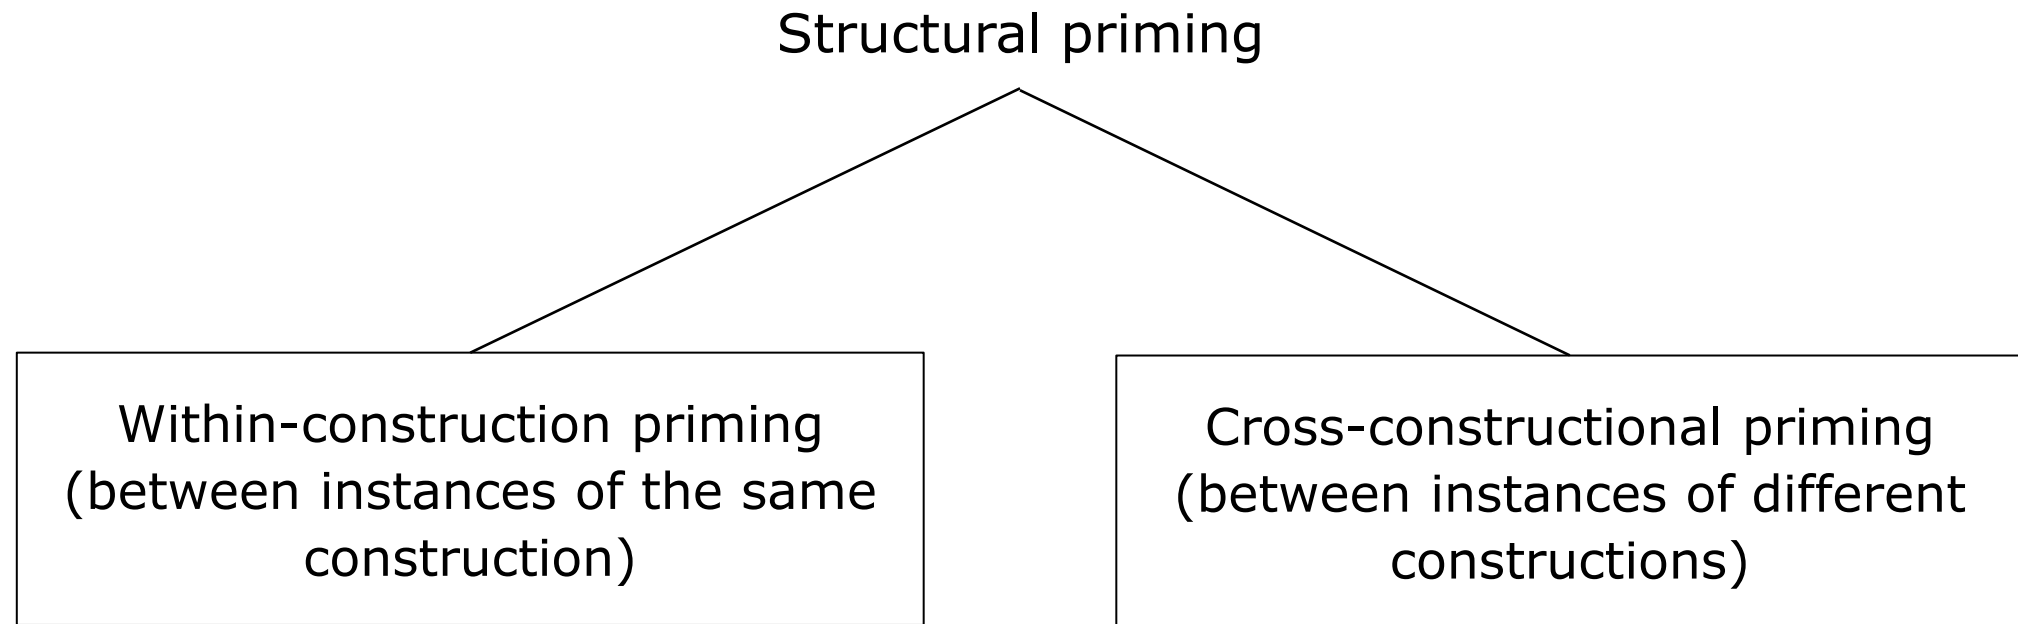 Structural priming
Within-construction priming
(between instances of the same
construction)
Cross-constructional priming
(between instances of different
constructions)